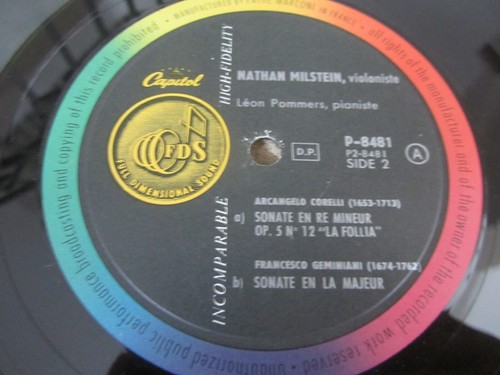 MANUFACTURED BY PATHE MARCONI IN FRANCE
all rights of the manufacturer and of the owner of the recorded work reserved
unauthorized public performance broadcasting and copying of this record prohibited
Capitol
FDS
FULL DIMENSIONAL SOUND
INCOMPARABLE HIGH-FIDELITY
NATHAN MILSTEIN, violoniste
Léon Pommers, pianiste
D.P.
P-8481
P2-8481
SIDE 2
A
ARCANGELO CORELLI (1653-1713)
a) SONATE EN RE MINEUR
OP. 5 N° 12 "LA FOLLIA"
FRANCESCO GEMINIANI (1674-1762)
b) SONATE EN LA MAJEUR